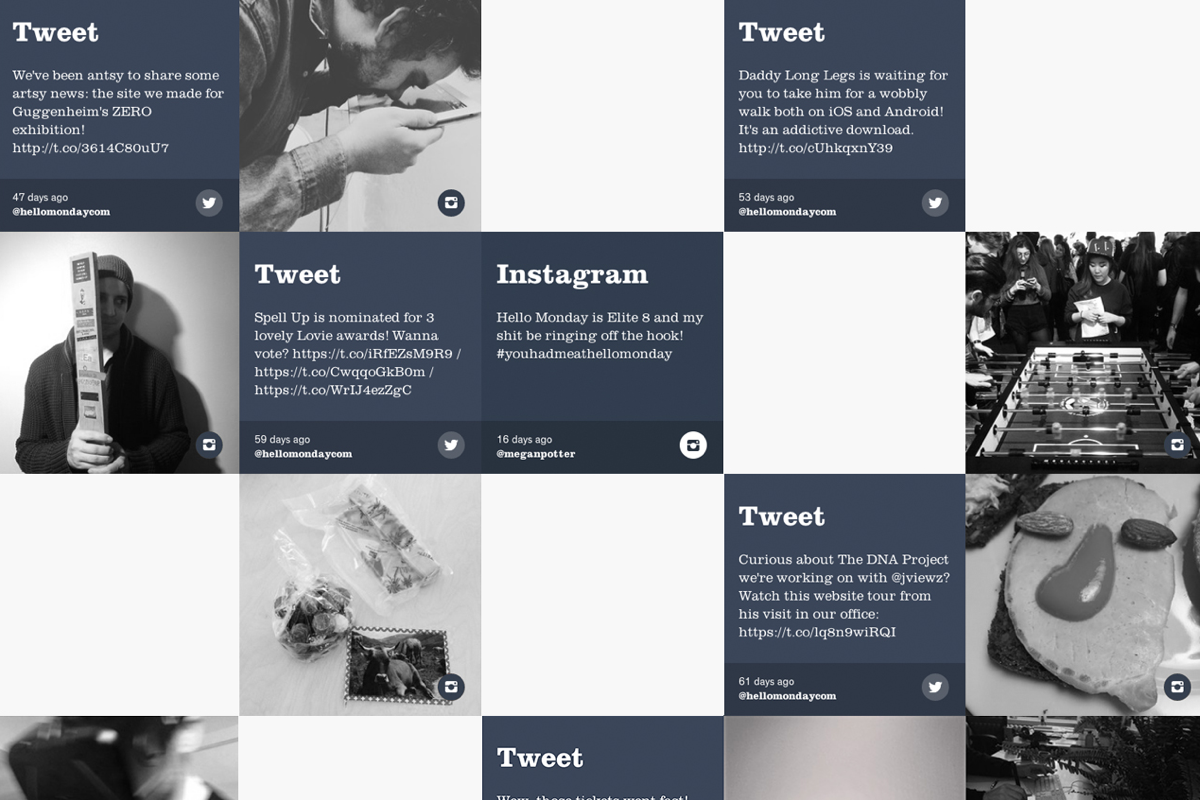 Tweet
We've been antsy to share some
artsy news: the site we made for
Guggenheim's ZERO
exhibition!
http://t.co/3614C80uU7
47 days ago
@hellomondaycom
Tweet
Daddy Long Legs is waiting for
you to take him for a wobbly
walk both on iOS and Android!
It's an addictive download.
http://t.co/cUhkqxnY39
53 days ago
@hellomondaycom
Tweet
Spell Up is nominated for 3
lovely Lovie awards! Wanna
vote? https://t.co/iRfEZsM9R9 /
https://t.co/CwqqoGkB0m /
https://t.co/WrIJ4ezZgC
59 days ago
@hellomondaycom
Instagram
Hello Monday is Elite 8 and my
shit be ringing off the hook!
#youhadmeathellomonday
16 days ago
@meganpotter
Tweet
Curious about The DNA Project
we're working on with @jviewz?
Watch this website tour from
his visit in our office:
https://t.co/lq8n9wiRQI
61 days ago
@hellomondaycom
Tweet
Wow, those tickets went fast!